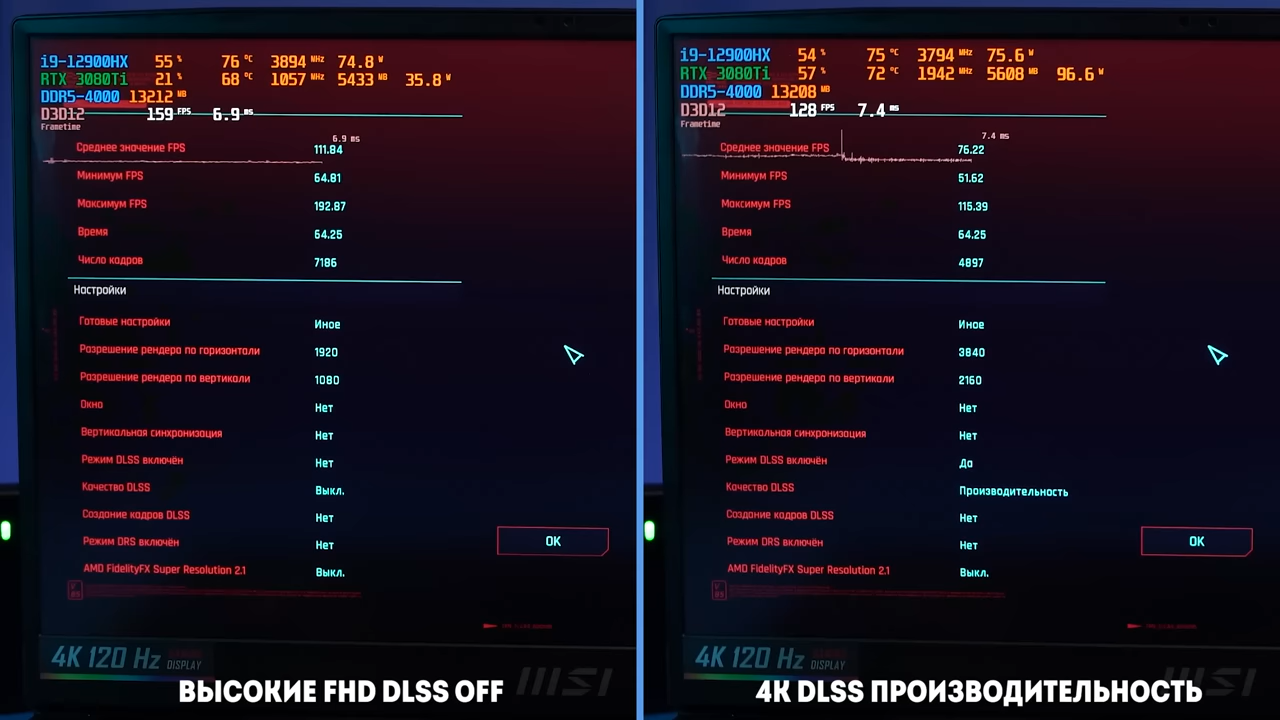 i9-12900HX 55 % 76 °C 3894 MHz 74.8 W
RTX 3080Ti 21 % 68 °C 1057 MHz 5433 MB 35.8 W
DDR5-4000 13212 MB
D3D12 159 FPS 6.9 ms
Frametime
6.9 ms
Среднее значение FPS 111.84
Минимум FPS 64.81
Максимум FPS 192.87
Время 64.25
Число кадров 7186
Настройки
Готовые настройки Иное
Разрешение рендера по горизонтали 1920
Разрешение рендера по вертикали 1080
Окно Нет
Вертикальная синхронизация Нет
Режим DLSS включён Нет
Качество DLSS Выкл.
Создание кадров DLSS Нет
Режим DRS включён Нет
AMD FidelityFX Super Resolution 2.1 Выкл.
OK
4K 120 Hz DISPLAY
msi
ВЫСОКИЕ FHD DLSS OFF
i9-12900HX 54 % 75 °C 3794 MHz 75.6 W
RTX 3080Ti 57 % 72 °C 1942 MHz 5608 MB 96.6 W
DDR5-4000 13208 MB
D3D12 128 FPS 7.4 ms
Frametime
7.4 ms
Среднее значение FPS 76.22
Минимум FPS 51.62
Максимум FPS 115.39
Время 64.25
Число кадров 4897
Настройки
Готовые настройки Иное
Разрешение рендера по горизонтали 3840
Разрешение рендера по вертикали 2160
Окно Нет
Вертикальная синхронизация Нет
Режим DLSS включён Да
Качество DLSS Производительность
Создание кадров DLSS Нет
Режим DRS включён Нет
AMD FidelityFX Super Resolution 2.1 Выкл.
OK
4K 120 Hz DISPLAY
msi
4K DLSS ПРОИЗВОДИТЕЛЬНОСТЬ